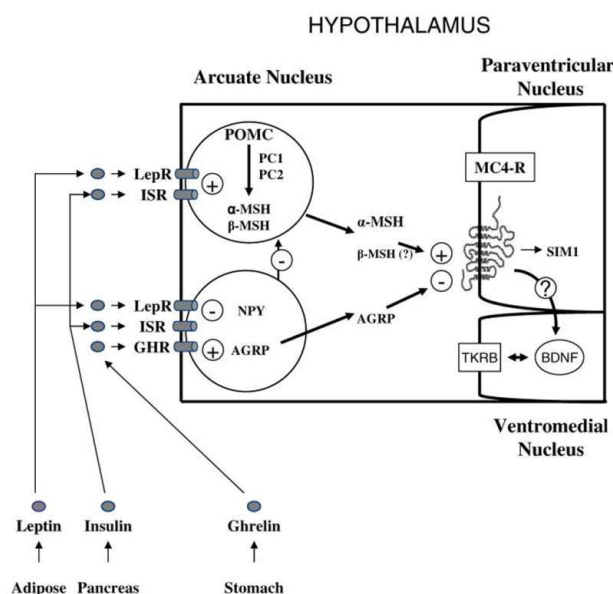 HYPOTHALAMUS
Arcuate Nucleus
Paraventricular
Nucleus
POMC
PC1
PC2
LepR
ISR
+
α-MSH
β-MSH
MC4-R
α-MSH
β-MSH (?)
+
-
SIM1
-
?
LepR
ISR
GHR
-
NPY
+
AGRP
AGRP
TKRB
BDNF
Ventromedial
Nucleus
Leptin
Insulin
Ghrelin
Adipose
Pancreas
Stomach